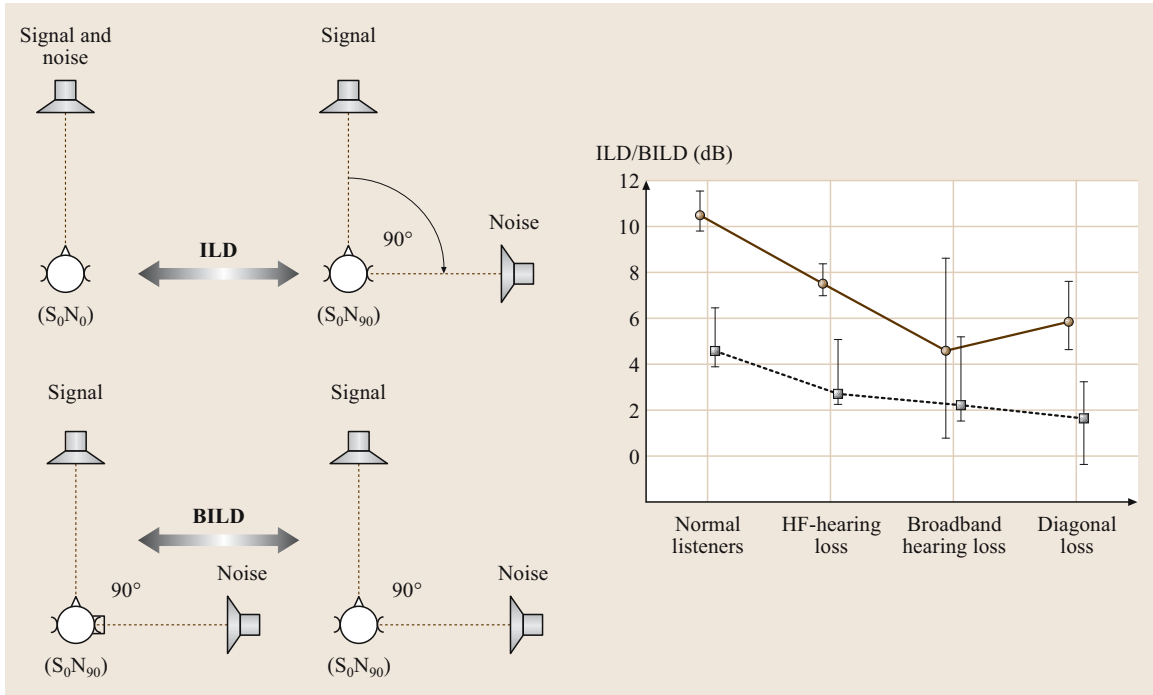 Signal and
noise
Signal
ILD
90°
Noise
(S₀N₀)
(S₀N₉₀)
Signal
Signal
BILD
90°
Noise
90°
Noise
(S₀N₉₀)
(S₀N₉₀)
ILD/BILD (dB)
12
10
8
6
4
2
0
Normal
listeners
HF-hearing
loss
Broadband
hearing loss
Diagonal
loss